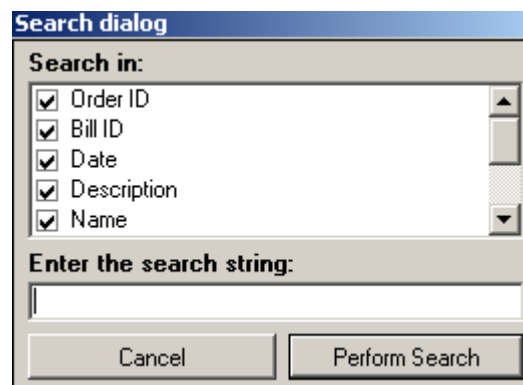 Search dialog
Search in:
Order ID
Bill ID
Date
Description
Name
Enter the search string:
Cancel Perform Search